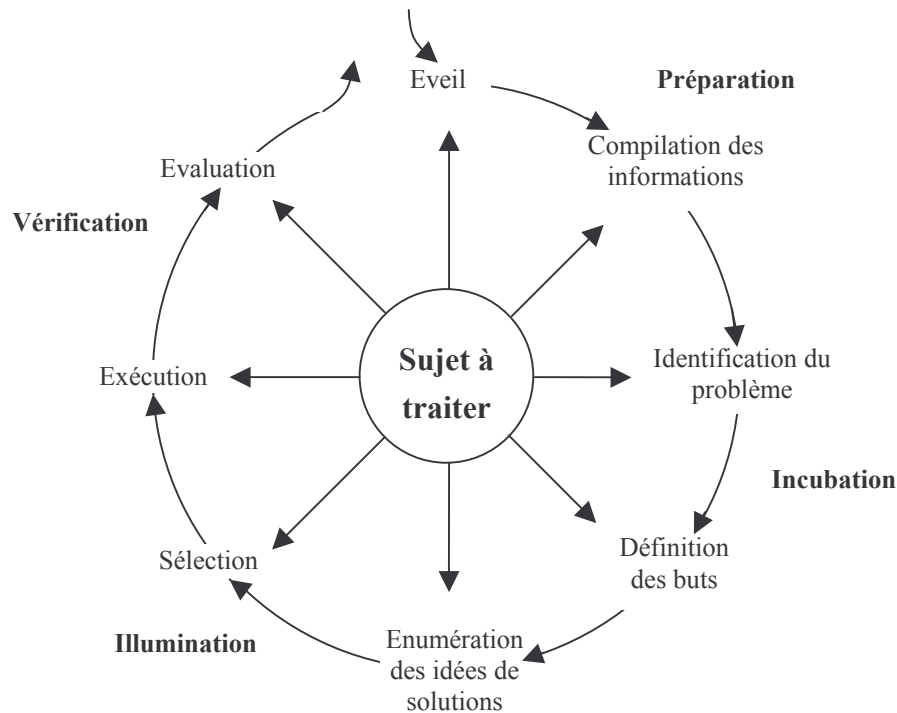 Eveil
Préparation
Compilation des
informations
Evaluation
Vérification
Sujet à
traiter
Identification du
problème
Exécution
Incubation
Définition
des buts
Sélection
Illumination
Enumération
des idées de
solutions